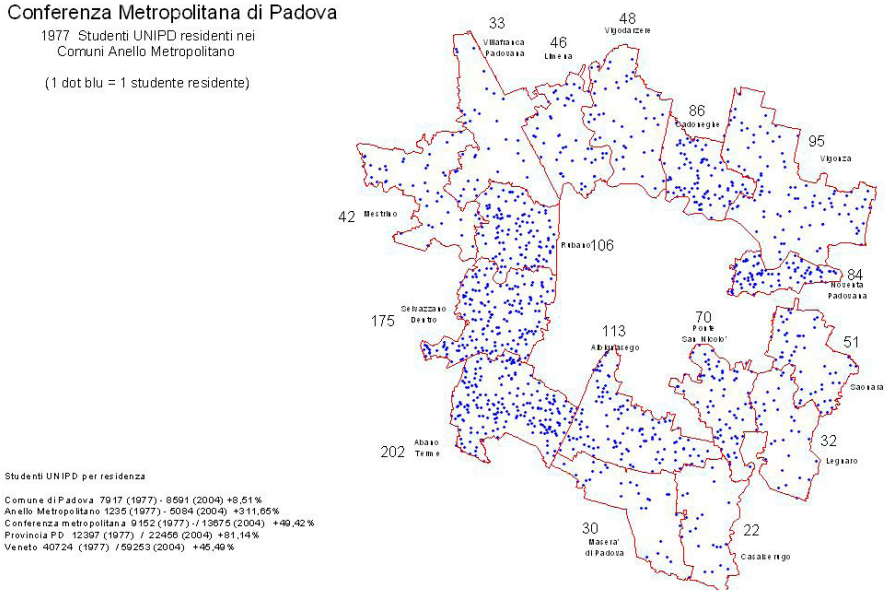 Conferenza Metropolitana di Padova
1977 Studenti UNIPD residenti nei
Comuni Anello Metropolitano
(1 dot blu = 1 studente residente)
33
Villafranca
Padovana
46
Limena
48
Vigodarzere
86
Cadoneghe
95
Vigonza
42
Mestrino
Rubano 106
84
Noventa
Padovana
175
Selvazzano
Dentro
113
Albignasego
70
Ponte
San Nicolo'
51
Saonara
202
Abano
Terme
32
Legnaro
30
Masera'
di Padova
22
Casalserugo
Studenti UNIPD per residenza
Comune di Padova 7917 (1977) - 8591 (2004) +8,51%
Anello Metropolitano 1235 (1977) - 5084 (2004) +311,65%
Conferenza metropolitana 9152 (1977) -/ 13675 (2004) +49,42%
Provincia PD 12397 (1977) / 22456 (2004) +81,14%
Veneto 40724 (1977) /59253 (2004) +45,49%